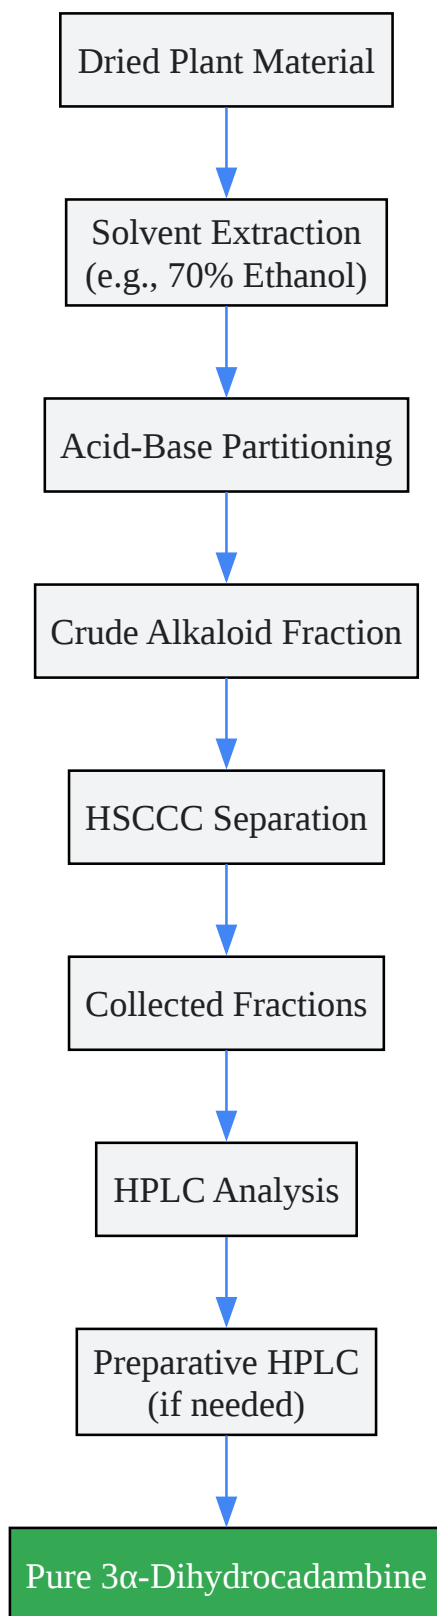 Dried Plant Material
Solvent Extraction
(e.g., 70% Ethanol)
Acid-Base Partitioning
Crude Alkaloid Fraction
HSCCC Separation
Collected Fractions
HPLC Analysis
Preparative HPLC
(if needed)
Pure 3α-Dihydrocadambine